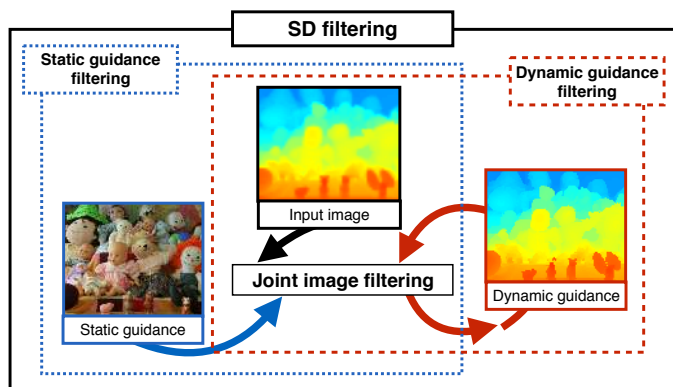 SD filtering
Static guidance
filtering
Dynamic guidance
filtering
Input image
Joint image filtering
Static guidance
Dynamic guidance